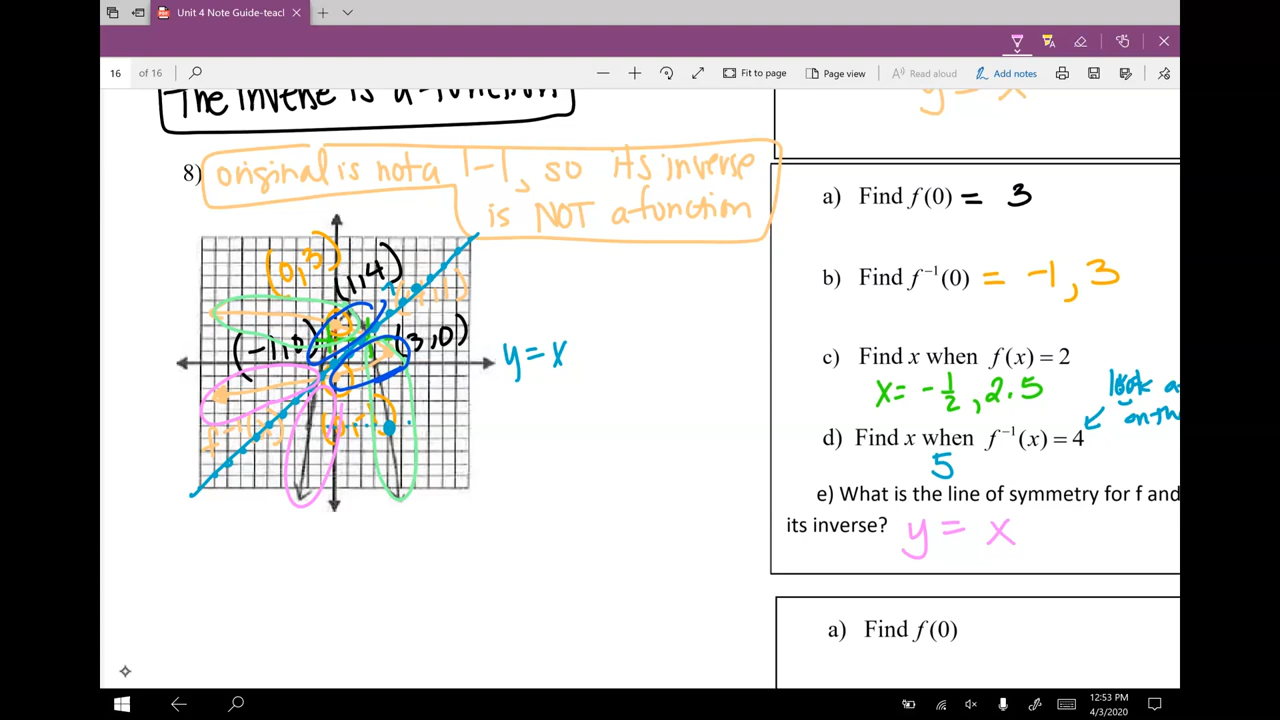 Unit 4 Note Guide-teacl
16 of 16
Fit to page
Page view
Read aloud
Add notes
The inverse is a function
y = x
8) original is not a 1-1, so its inverse
is NOT a function
(0,3)
(1,4)
(-1,0)
(3,0)
y = x
a) Find f(0) = 3
b) Find f⁻¹(0) = -1, 3
c) Find x when f(x) = 2
x = -1/2, 2.5
look a
on th
d) Find x when f⁻¹(x) = 4
5
e) What is the line of symmetry for f and
its inverse? y = x
a) Find f(0)
12:53 PM
4/3/2020